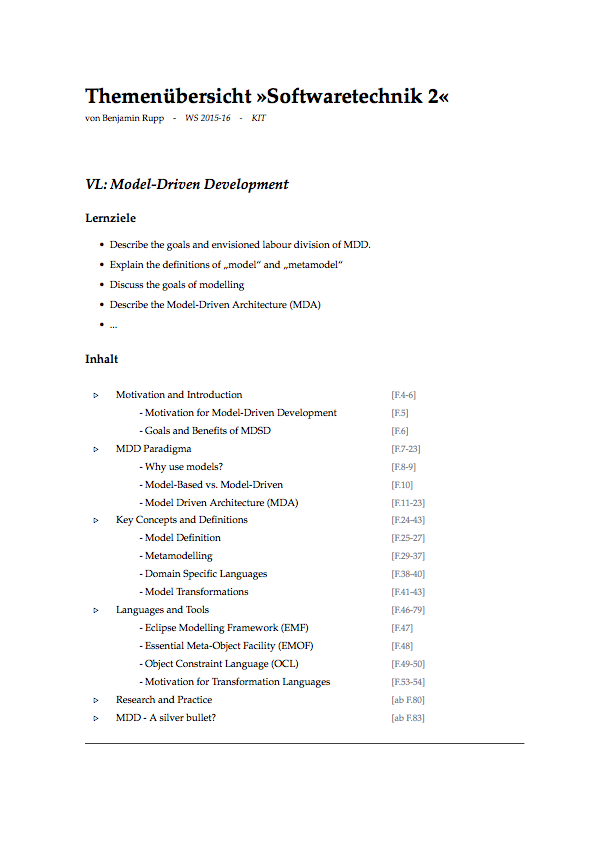 Themenübersicht »Softwaretechnik 2«
von Benjamin Rupp - WS 2015-16 - KIT
VL: Model-Driven Development
Lernziele
• Describe the goals and envisioned labour division of MDD.
• Explain the definitions of „model“ and „metamodel“
• Discuss the goals of modelling
• Describe the Model-Driven Architecture (MDA)
• ...
Inhalt
▷ Motivation and Introduction [F.4-6]
- Motivation for Model-Driven Development [F.5]
- Goals and Benefits of MDSD [F.6]
▷ MDD Paradigma [F.7-23]
- Why use models? [F.8-9]
- Model-Based vs. Model-Driven [F.10]
- Model Driven Architecture (MDA) [F.11-23]
▷ Key Concepts and Definitions [F.24-43]
- Model Definition [F.25-27]
- Metamodelling [F.29-37]
- Domain Specific Languages [F.38-40]
- Model Transformations [F.41-43]
▷ Languages and Tools [F.46-79]
- Eclipse Modelling Framework (EMF) [F.47]
- Essential Meta-Object Facility (EMOF) [F.48]
- Object Constraint Language (OCL) [F.49-50]
- Motivation for Transformation Languages [F.53-54]
▷ Research and Practice [ab F.80]
▷ MDD - A silver bullet? [ab F.83]